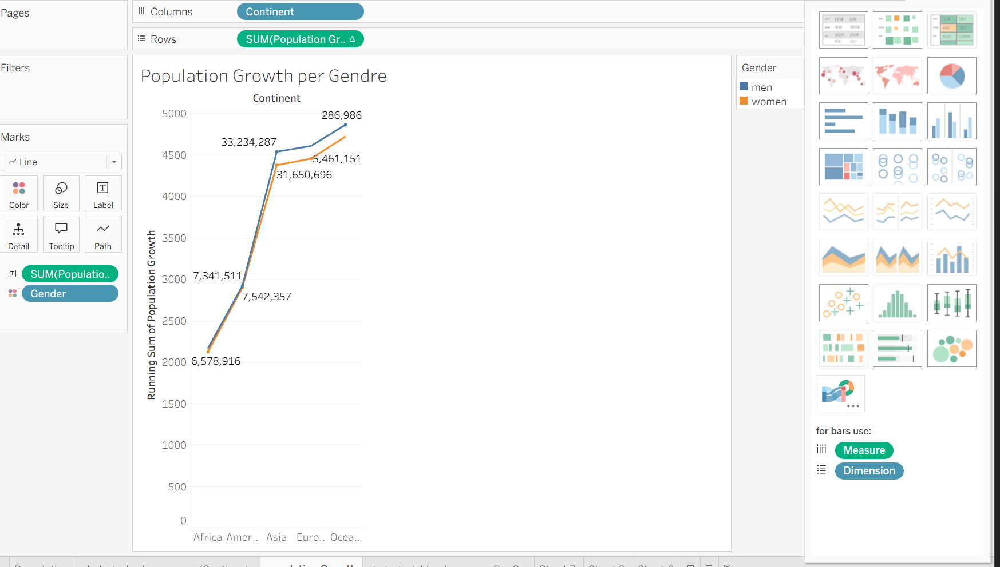 Pages
Columns
Continent
Rows
SUM(Population Gr.. Δ
Filters
Marks
Line
Color
Size
Label
Detail
Tooltip
Path
SUM(Populatio..
Gender
Population Growth per Gendre
Continent
Running Sum of Population Growth
5000
4500
4000
3500
3000
2500
2000
1500
1000
500
0
286,986
33,234,287
5,461,151
31,650,696
7,341,511
7,542,357
6,578,916
Africa Amer.. Asia Euro.. Ocea..
Gender
men
women
for bars use:
Measure
Dimension